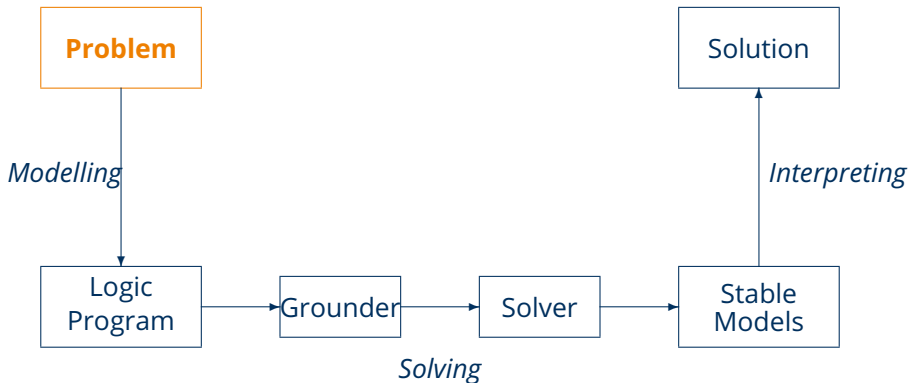 Problem
Solution
Modelling
Interpreting
Logic
Program
Grounder
Solver
Stable
Models
Solving